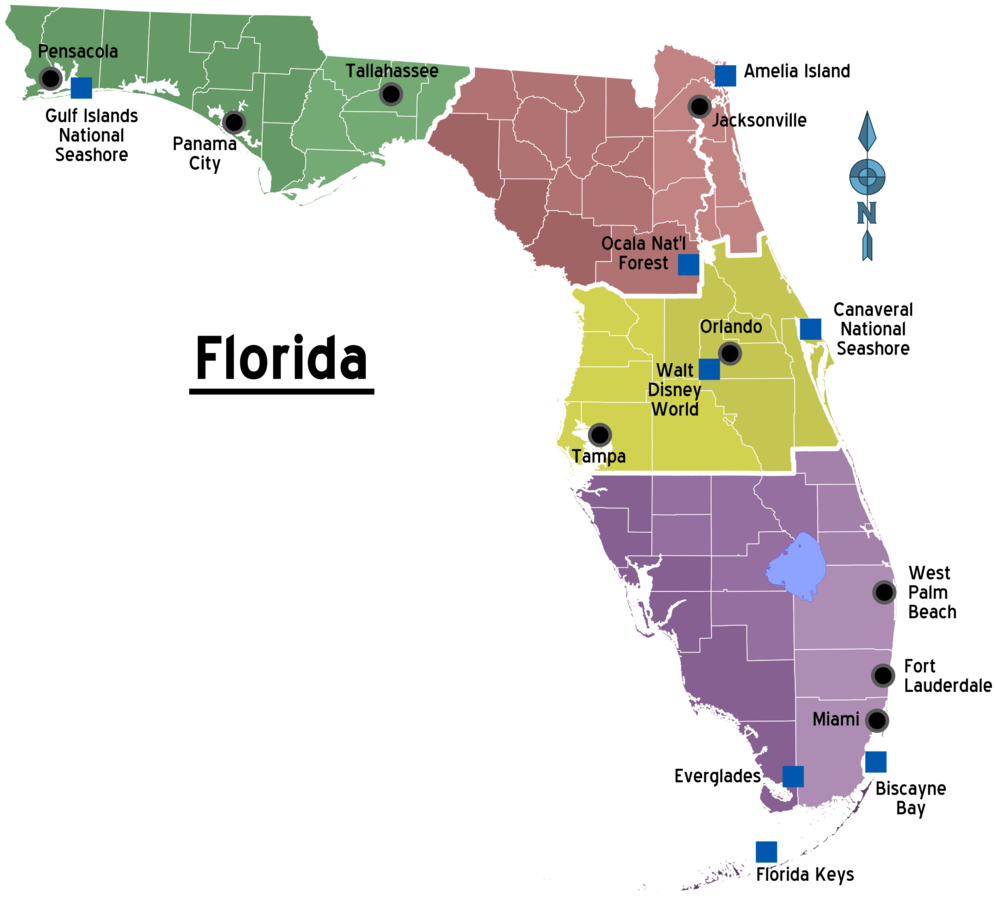 Pensacola
Gulf Islands
National
Seashore
Panama
City
Tallahassee
Amelia Island
Jacksonville
N
Ocala Nat'l
Forest
Canaveral
National
Seashore
Orlando
Walt
Disney
World
Florida
Tampa
West
Palm
Beach
Fort
Lauderdale
Miami
Everglades
Biscayne
Bay
Florida Keys